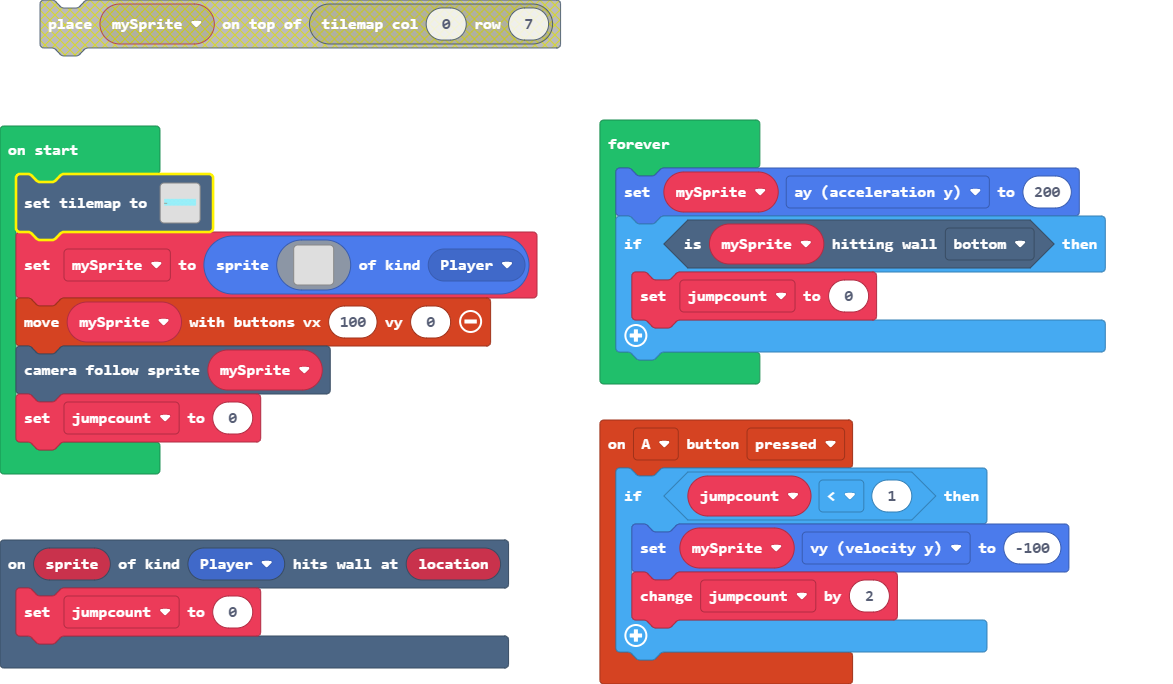 place mySprite on top of tilemap col 0 row 7
on start
set tilemap to
set mySprite to sprite of kind Player
move mySprite with buttons vx 100 vy 0
camera follow sprite mySprite
set jumpcount to 0
on sprite of kind Player hits wall at location
set jumpcount to 0
forever
set mySprite ay (acceleration y) to 200
if is mySprite hitting wall bottom then
set jumpcount to 0
on A button pressed
if jumpcount < 1 then
set mySprite vy (velocity y) to -100
change jumpcount by 2